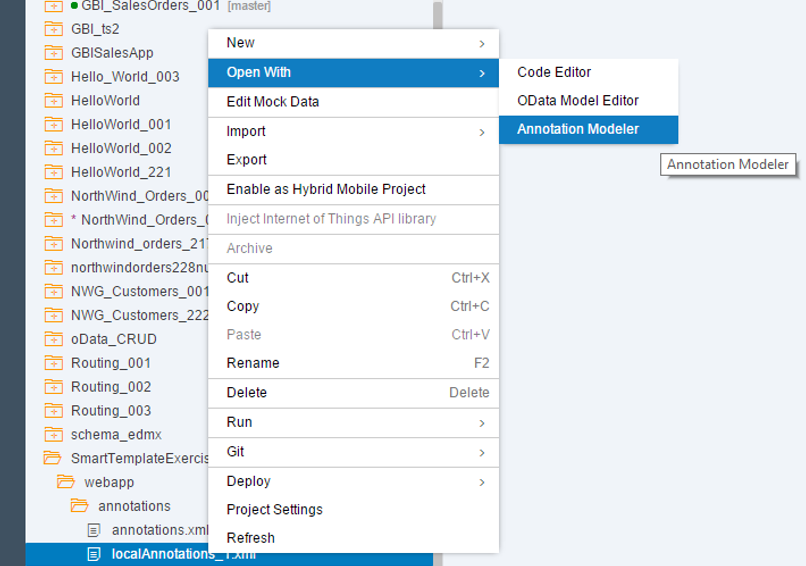 GBI_SalesOrders_001 [master]
GBI_ts2
GBISalesApp
Hello_World_003
HelloWorld
HelloWorld_001
HelloWorld_002
HelloWorld_221
NorthWind_Orders_00
* NorthWind_Orders_
Northwind_orders_217
northwindorders228nu
NWG_Customers_001
NWG_Customers_222
oData_CRUD
Routing_001
Routing_002
Routing_003
schema_edmx
SmartTemplateExercis
webapp
annotations
annotations.xml
localAnnotations_1.xml
New
Open With
Edit Mock Data
Import
Export
Enable as Hybrid Mobile Project
Inject Internet of Things API library
Archive
Cut Ctrl+X
Copy Ctrl+C
Paste Ctrl+V
Rename F2
Delete Delete
Run
Git
Deploy
Project Settings
Refresh
Code Editor
OData Model Editor
Annotation Modeler
Annotation Modeler